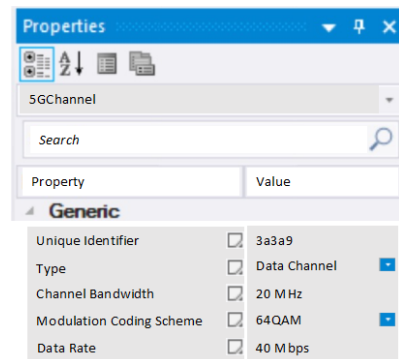 Properties
A Z
5GChannel
Search
Property Value
Generic
Unique Identifier 3a3a9
Type Data Channel
Channel Bandwidth 20 MHz
Modulation Coding Scheme 64QAM
Data Rate 40 Mbps